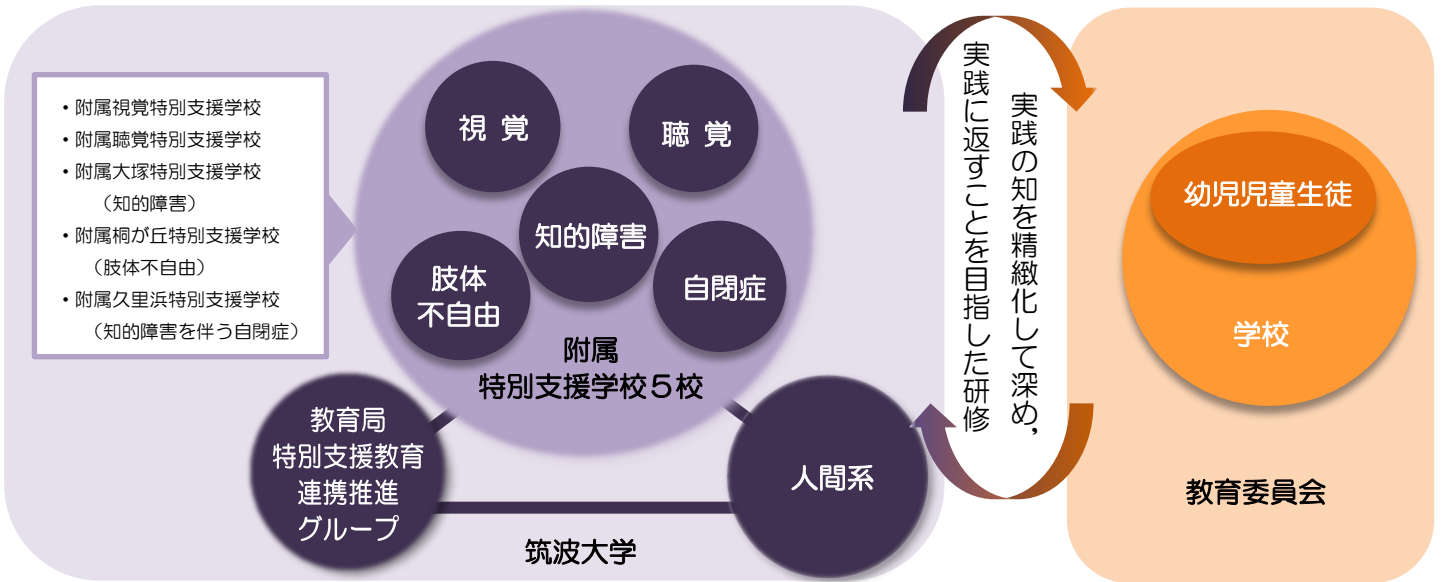 ・附属視覚特別支援学校
・附属聴覚特別支援学校
・附属大塚特別支援学校
（知的障害）
・附属桐が丘特別支援学校
（肢体不自由）
・附属久里浜特別支援学校
（知的障害を伴う自閉症）
視 覚
聴 覚
知的障害
肢体
不自由
自閉症
附属
特別支援学校５校
教育局
特別支援教育
連携推進
グループ
人間系
筑波大学
実践の知を精緻化して深め，
実践に返すことを目指した研修
幼児児童生徒
学校
教育委員会